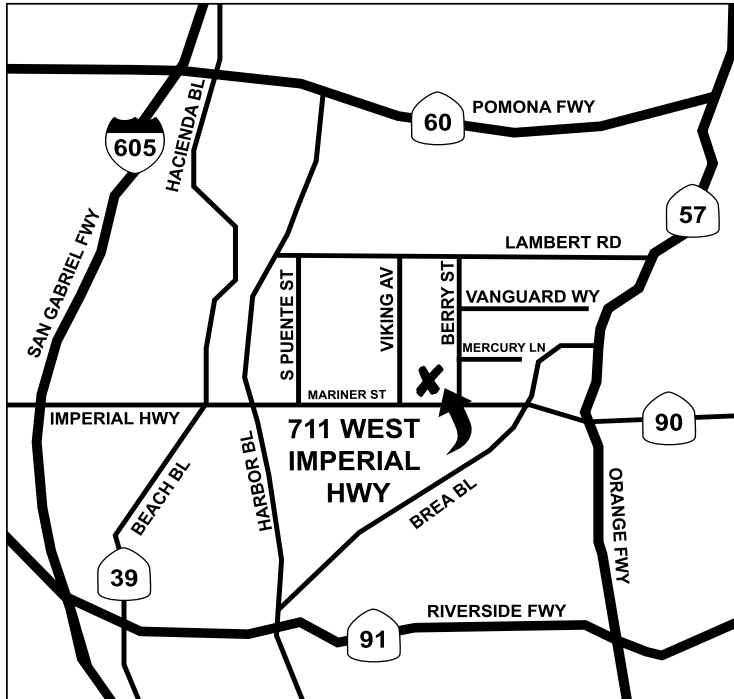 HACIENDA BL
POMONA FWY
60
605
57
SAN GABRIEL FWY
LAMBERT RD
S PUENTE ST
VIKING AV
BERRY ST
VANGUARD WY
MERCURY LN
MARINER ST
IMPERIAL HWY
90
711 WEST
IMPERIAL
HWY
BEACH BL
HARBOR BL
BREA BL
ORANGE FWY
39
RIVERSIDE FWY
91